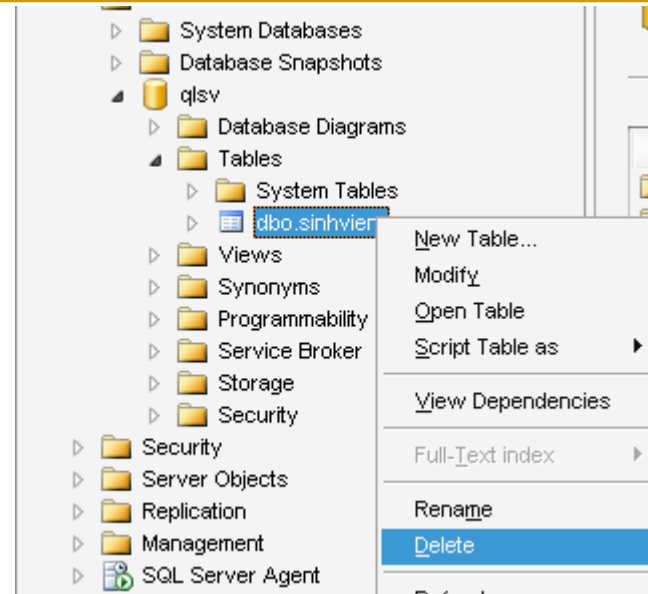 System Databases
Database Snapshots
qlsv
Database Diagrams
Tables
System Tables
dbo.sinhvien
Views
Synonyms
Programmability
Service Broker
Storage
Security
Security
Server Objects
Replication
Management
SQL Server Agent
New Table...
Modify
Open Table
Script Table as
View Dependencies
Full-Text index
Rename
Delete